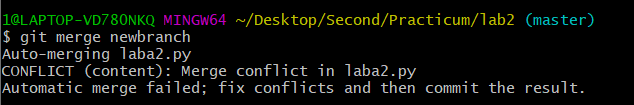 1@LAPTOP-VD78ONKQ MINGW64 ~/Desktop/Second/Practicum/lab2 (master)
$ git merge newbranch
Auto-merging laba2.py
CONFLICT (content): Merge conflict in laba2.py
Automatic merge failed; fix conflicts and then commit the result.